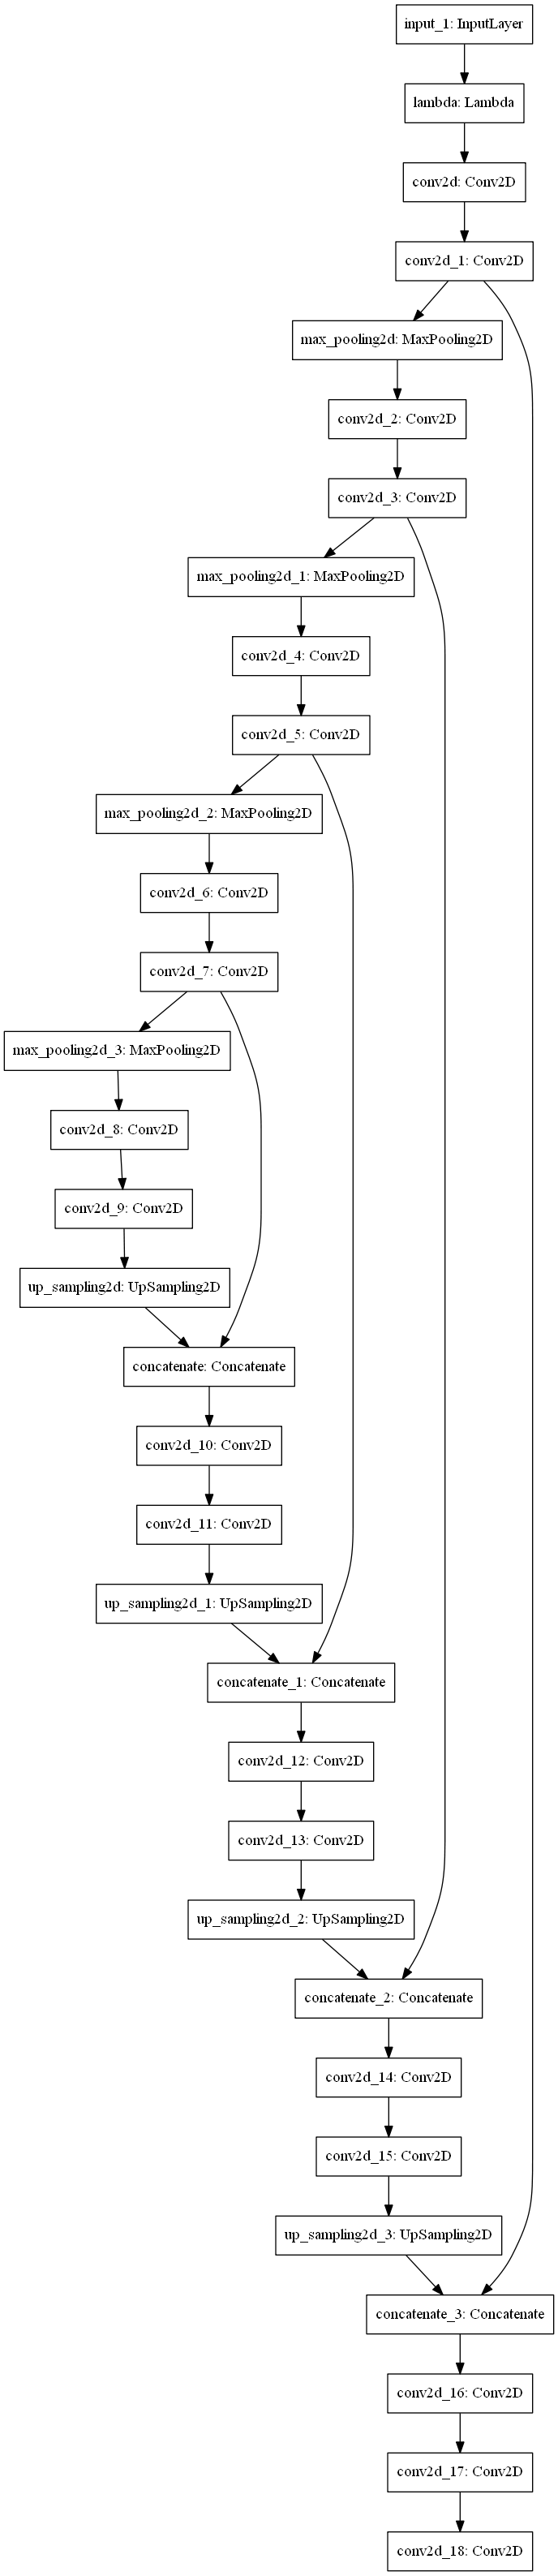 input_1: InputLayer
lambda: Lambda
conv2d: Conv2D
conv2d_1: Conv2D
max_pooling2d: MaxPooling2D
conv2d_2: Conv2D
conv2d_3: Conv2D
max_pooling2d_1: MaxPooling2D
conv2d_4: Conv2D
conv2d_5: Conv2D
max_pooling2d_2: MaxPooling2D
conv2d_6: Conv2D
conv2d_7: Conv2D
max_pooling2d_3: MaxPooling2D
conv2d_8: Conv2D
conv2d_9: Conv2D
up_sampling2d: UpSampling2D
concatenate: Concatenate
conv2d_10: Conv2D
conv2d_11: Conv2D
up_sampling2d_1: UpSampling2D
concatenate_1: Concatenate
conv2d_12: Conv2D
conv2d_13: Conv2D
up_sampling2d_2: UpSampling2D
concatenate_2: Concatenate
conv2d_14: Conv2D
conv2d_15: Conv2D
up_sampling2d_3: UpSampling2D
concatenate_3: Concatenate
conv2d_16: Conv2D
conv2d_17: Conv2D
conv2d_18: Conv2D